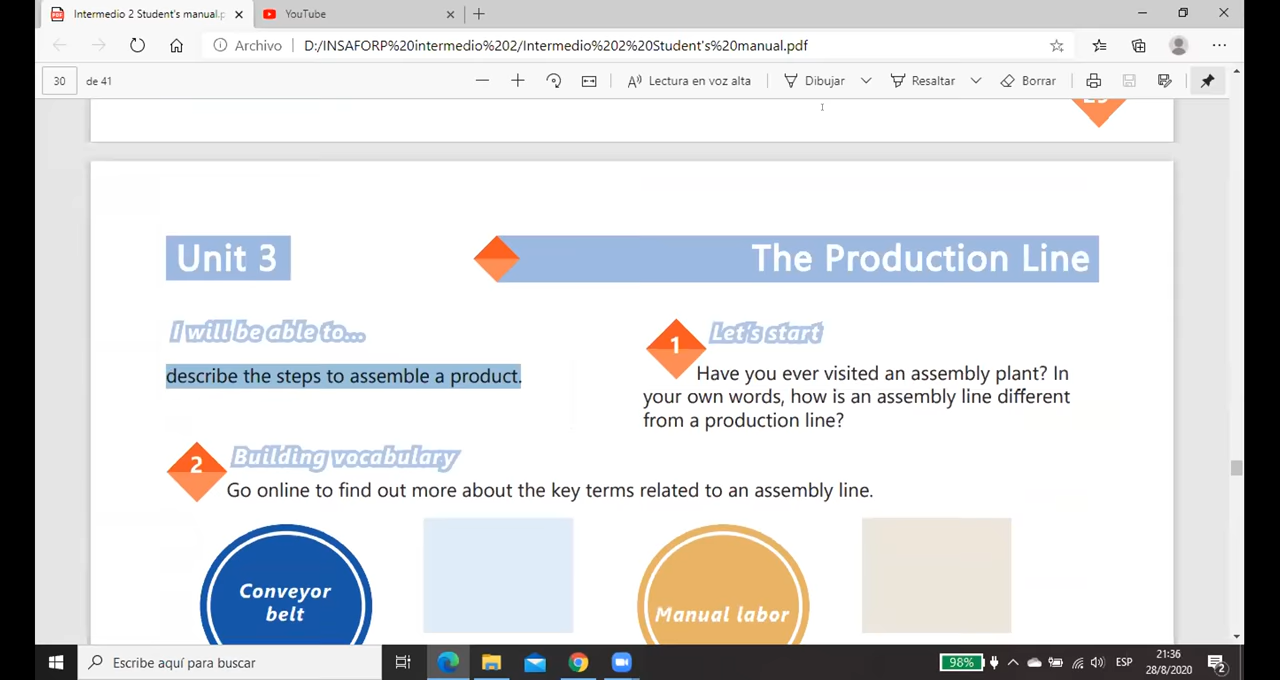 Intermedio 2 Student's manual.p
YouTube
Archivo
D:/INSAFORP%20intermedio%202/Intermedio%202%20Student's%20manual.pdf
30
de 41
Lectura en voz alta
Dibujar
Resaltar
Borrar
Unit 3
The Production Line
I will be able to...
describe the steps to assemble a product.
1
Let's start
Have you ever visited an assembly plant? In
your own words, how is an assembly line different
from a production line?
2
Building vocabulary
Go online to find out more about the key terms related to an assembly line.
Conveyor
belt
Manual labor
Escribe aquí para buscar
98%
ESP
21:36
28/8/2020
2